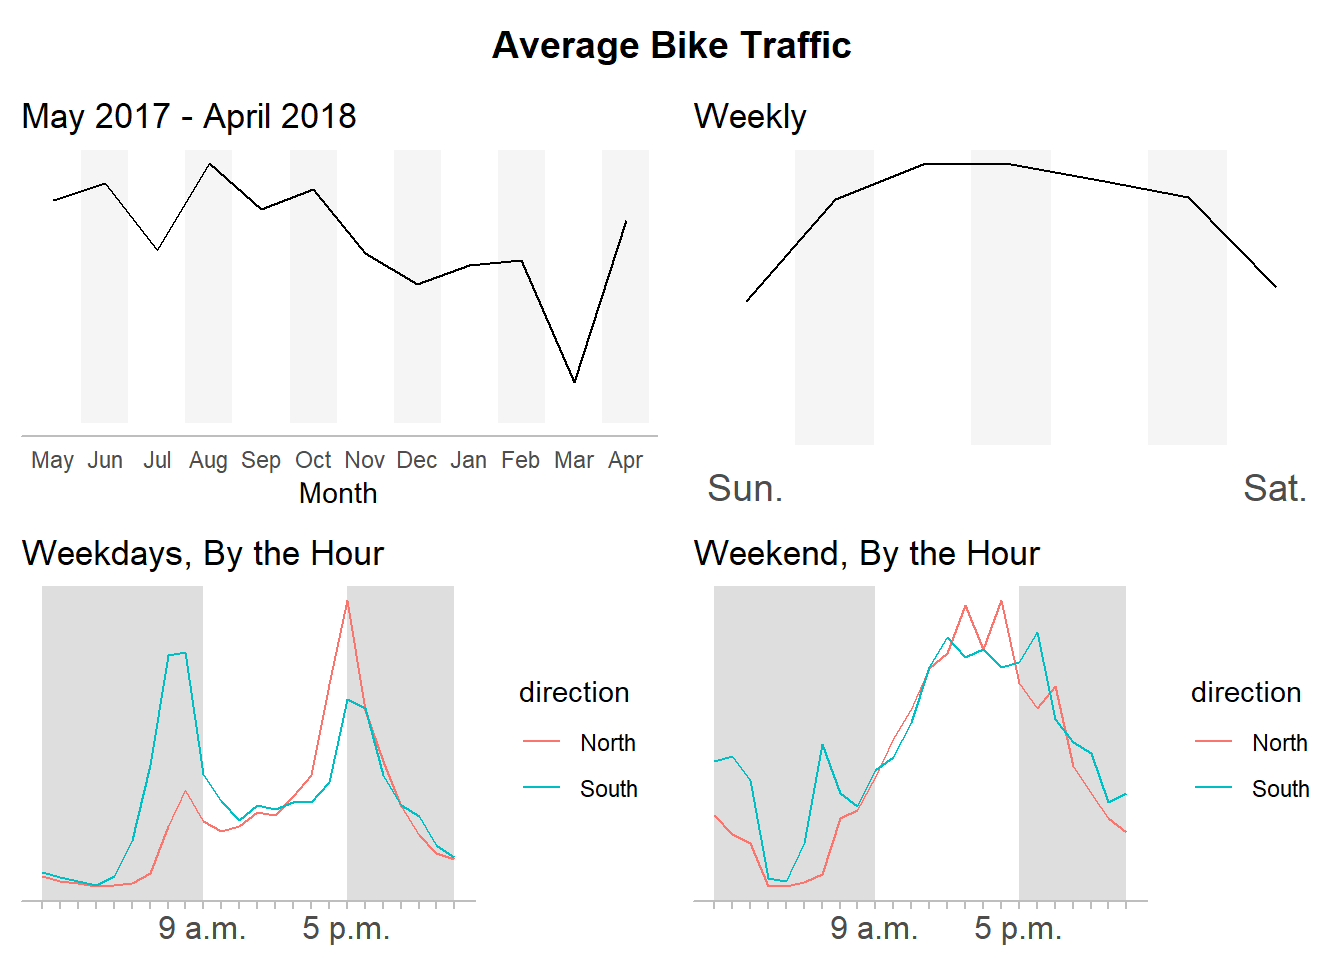 Average Bike Traffic
May 2017 - April 2018
May Jun Jul Aug Sep Oct Nov Dec Jan Feb Mar Apr
Month
Weekly
Sun. Sat.
Weekdays, By the Hour
9 a.m. 5 p.m.
direction
North
South
Weekend, By the Hour
9 a.m. 5 p.m.
direction
North
South